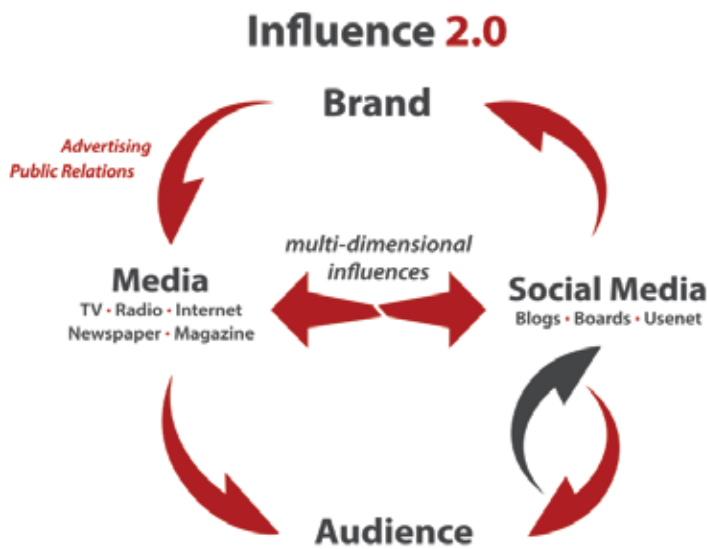 Influence 2.0
Brand
Advertising
Public Relations
multi-dimensional
influences
Media
TV • Radio • Internet
Newspaper • Magazine
Social Media
Blogs • Boards • Usenet
Audience